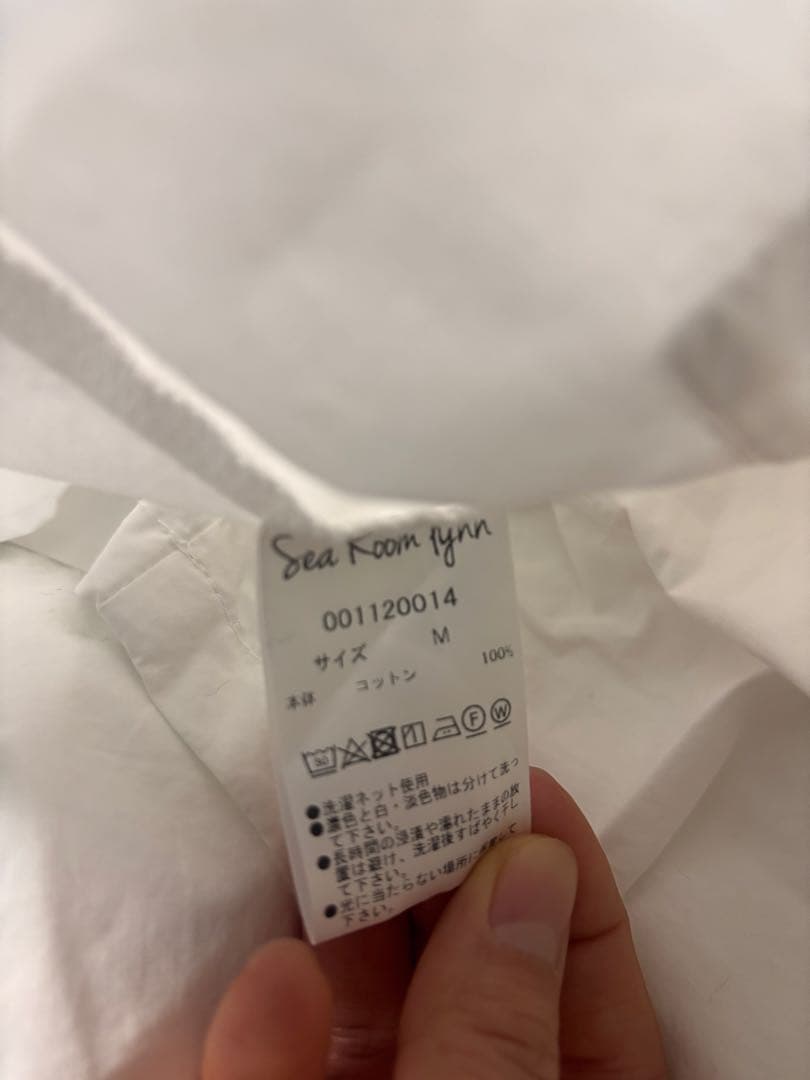 Sea Room lynn
001120014
サイズ M
本体 コットン 100%
30 F W
●洗濯ネット使用
●濃色と白・淡色物は分けて洗っ
て下さい。
●長時間の浸漬や濡れたままの放
置は避け、洗濯後すばやく干し
て下さい。
●光に当たらない場所に
下さい。